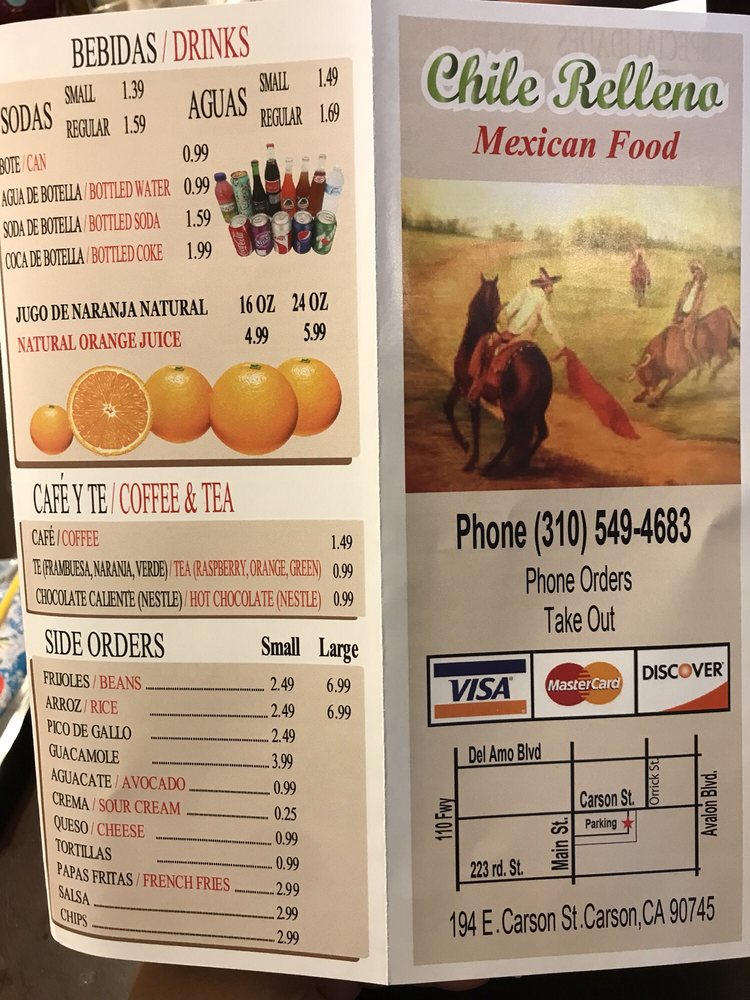 BEBIDAS / DRINKS
SODAS SMALL 1.39
REGULAR 1.59
AGUAS SMALL 1.49
REGULAR 1.69
BOTE / CAN 0.99
AGUA DE BOTELLA / BOTTLED WATER 0.99
SODA DE BOTELLA / BOTTLED SODA 1.59
COCA DE BOTELLA / BOTTLED COKE 1.99
JUGO DE NARANJA NATURAL 16 OZ 24 OZ
NATURAL ORANGE JUICE 4.99 5.99
CAFÉ Y TE / COFFEE & TEA
CAFÉ / COFFEE 1.49
TE (FRAMBUESA, NARANJA, VERDE) / TEA (RASPBERRY, ORANGE, GREEN) 0.99
CHOCOLATE CALIENTE (NESTLE) / HOT CHOCOLATE (NESTLE) 0.99
SIDE ORDERS Small Large
FRIJOLES / BEANS 2.49 6.99
ARROZ / RICE 2.49 6.99
PICO DE GALLO 2.49
GUACAMOLE 3.99
AGUACATE / AVOCADO 0.99
CREMA / SOUR CREAM 0.25
QUESO / CHEESE 0.99
TORTILLAS 0.99
PAPAS FRITAS / FRENCH FRIES 2.99
SALSA 2.99
CHIPS 2.99
Chile Relleno
Mexican Food
Phone (310) 549-4683
Phone Orders
Take Out
VISA MasterCard DISCOVER
Del Amo Blvd
110 Fwy
Carson St.
Orrick St.
Avalon Blvd.
Parking
Main St.
223 rd. St.
194 E. Carson St. Carson, CA 90745